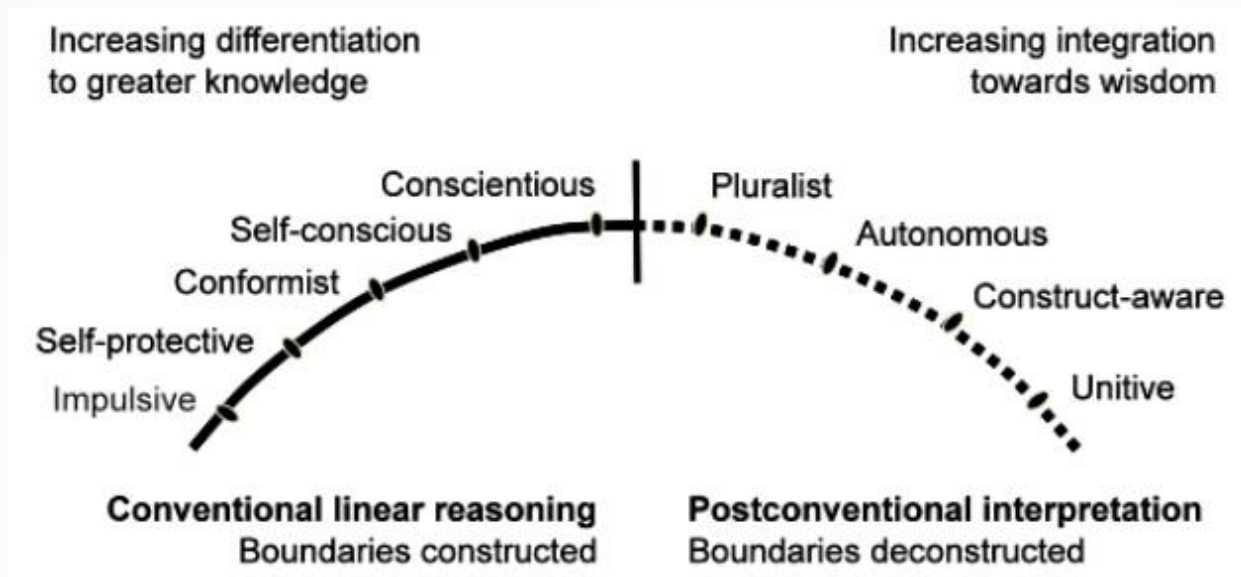 Increasing differentiation
to greater knowledge
Increasing integration
towards wisdom
Conscientious
Self-conscious
Conformist
Self-protective
Impulsive
Pluralist
Autonomous
Construct-aware
Unitive
Conventional linear reasoning
Boundaries constructed
Postconventional interpretation
Boundaries deconstructed